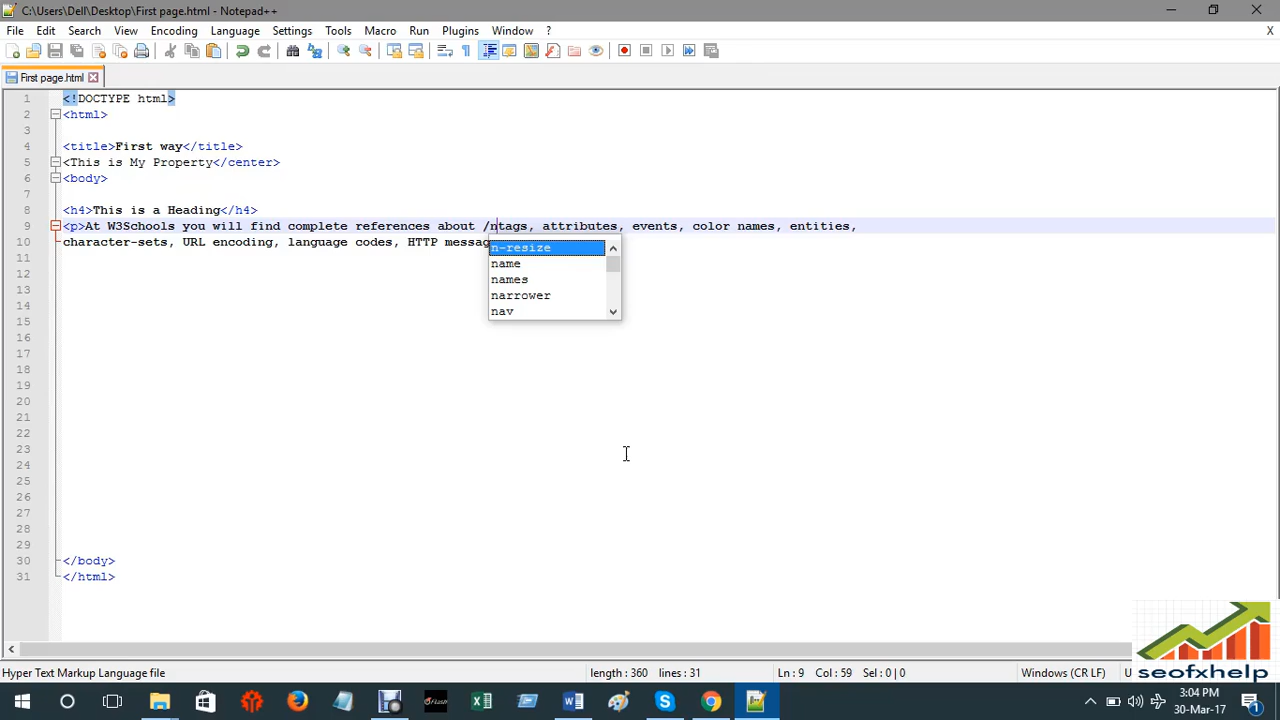 C:\Users\Dell\Desktop\First page.html - Notepad++
File Edit Search View Encoding Language Settings Tools Macro Run Plugins Window ? X
First page.html
1 <!DOCTYPE html>
2 <html>
3
4 <title>First way</title>
5 <This is My Property</center>
6 <body>
7
8 <h4>This is a Heading</h4>
9 <p>At W3Schools you will find complete references about /ntags, attributes, events, color names, entities,
10 character-sets, URL encoding, language codes, HTTP messag
n-resize
name
names
narrower
nav
11
12
13
14
15
16
17
18
19
20
21
22
23
24
25
26
27
28
29
30 </body>
31 </html>
seofxhelp
Hyper Text Markup Language file length : 360 lines : 31 Ln : 9 Col : 59 Sel : 0 | 0 Windows (CR LF) U
3:04 PM
30-Mar-17